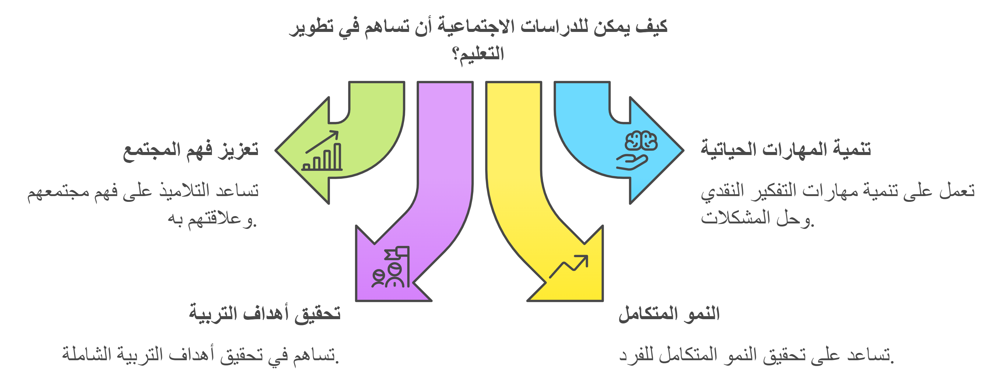 كيف يمكن للدراسات الاجتماعية أن تساهم في تطوير
التعليم؟
تنمية المهارات الحياتية
تعمل على تنمية مهارات التفكير النقدي
وحل المشكلات.
تعزيز فهم المجتمع
تساعد التلاميذ على فهم مجتمعهم
وعلاقتهم به.
النمو المتكامل
تساعد على تحقيق النمو المتكامل للفرد.
تحقيق أهداف التربية
تساهم في تحقيق أهداف التربية الشاملة.